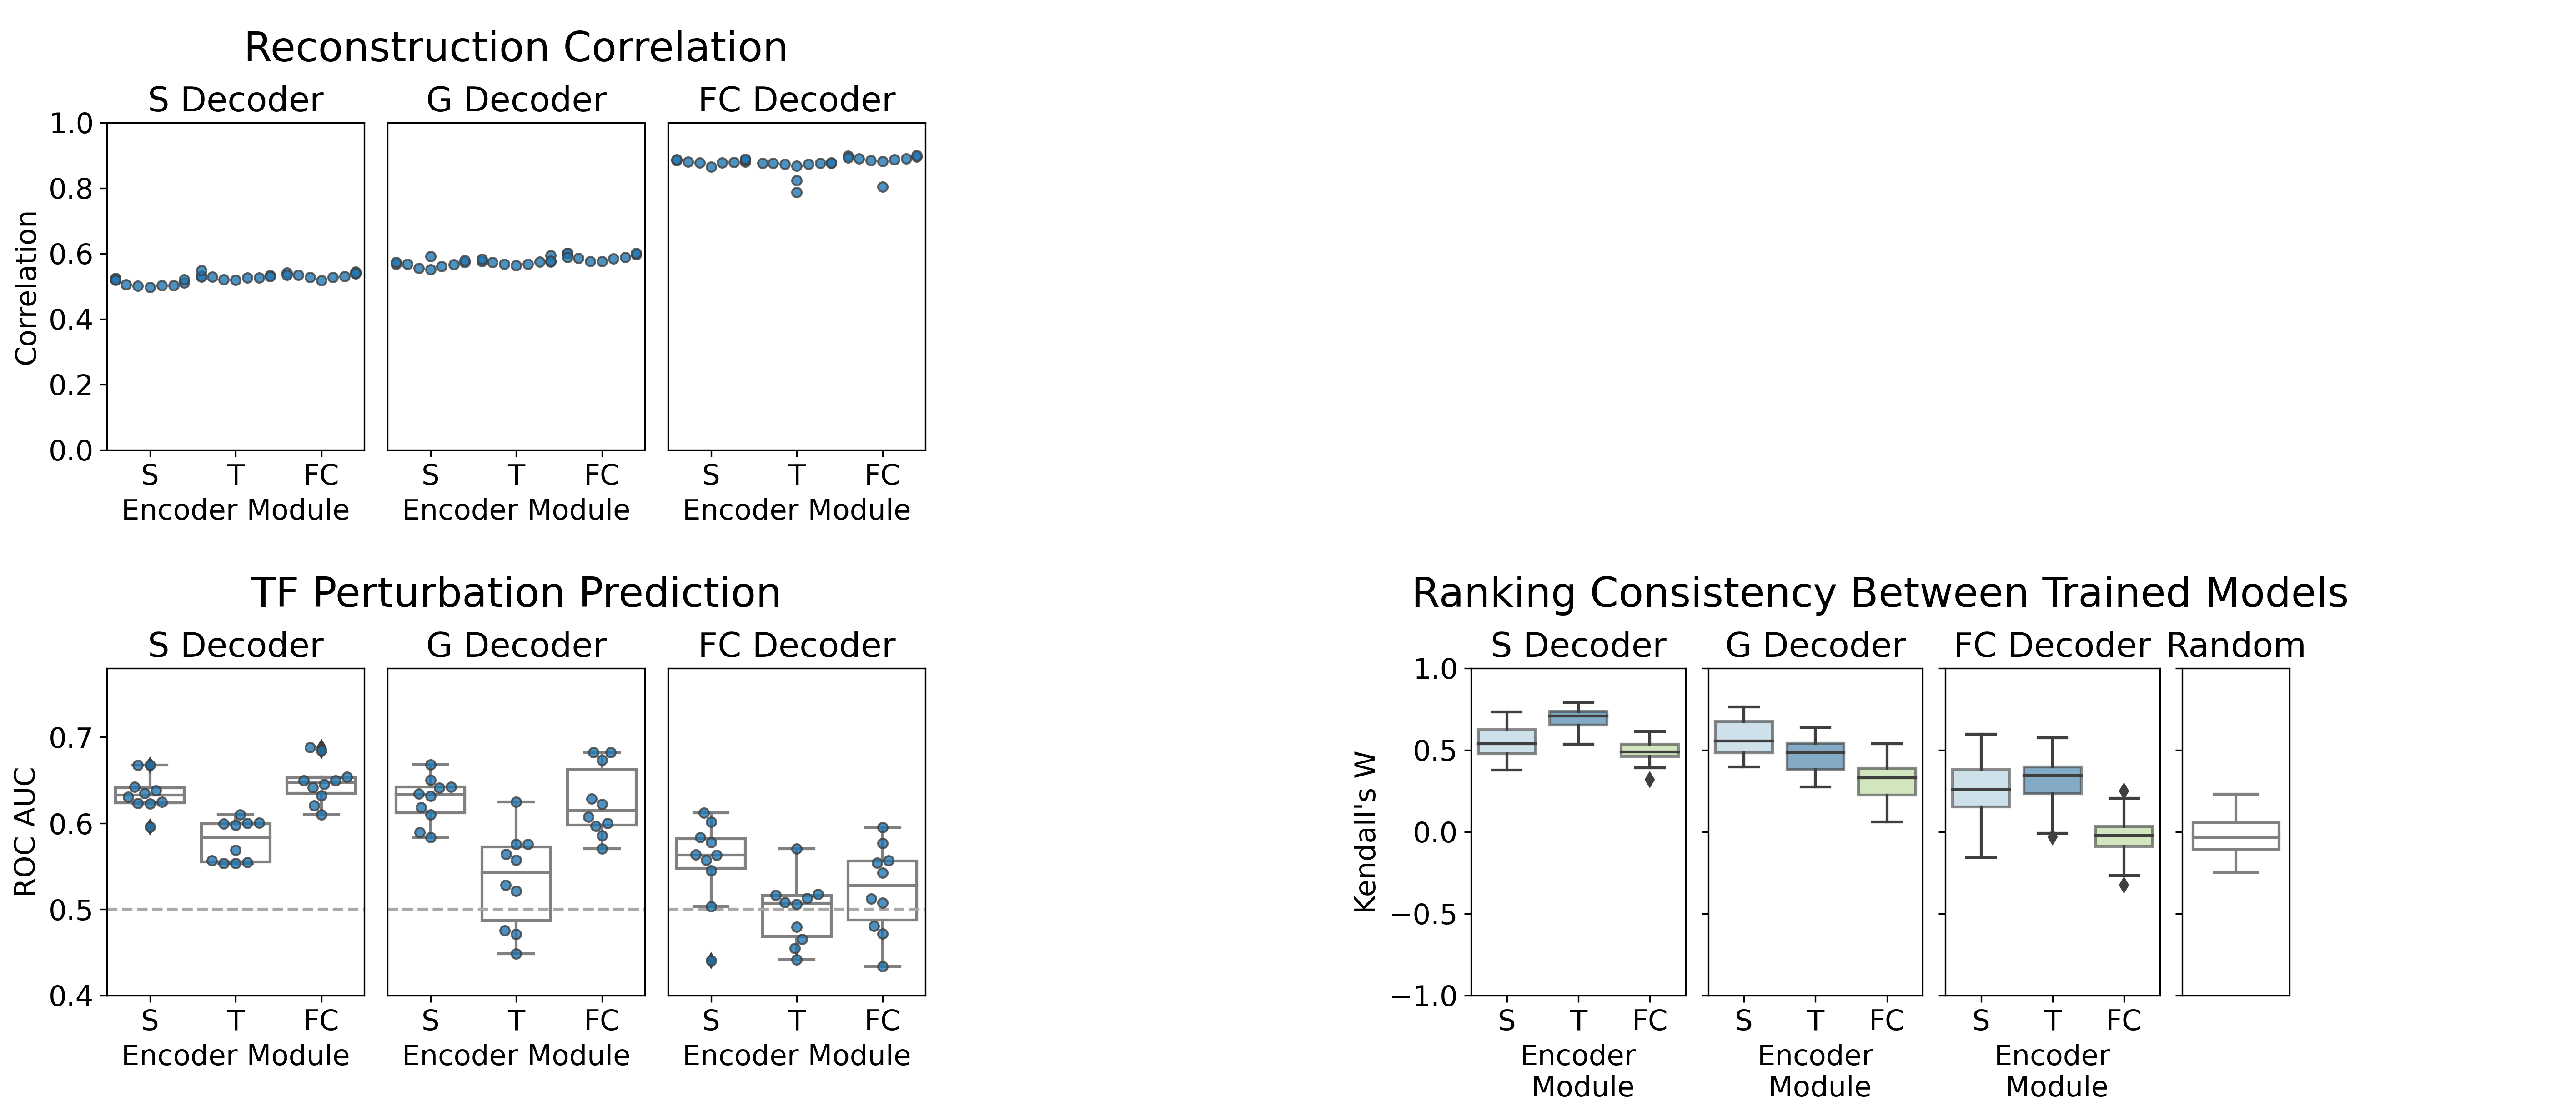 Reconstruction Correlation
S Decoder G Decoder FC Decoder
1.0
0.8
0.6
0.4
0.2
0.0
Correlation
S T FC S T FC S T FC
Encoder Module Encoder Module Encoder Module
TF Perturbation Prediction
S Decoder G Decoder FC Decoder
0.7
0.6
0.5
0.4
ROC AUC
S T FC S T FC S T FC
Encoder Module Encoder Module Encoder Module
Ranking Consistency Between Trained Models
S Decoder G Decoder FC Decoder Random
1.0
0.5
0.0
−0.5
−1.0
Kendall's W
S T FC S T FC S T FC
Encoder Encoder Encoder
Module Module Module